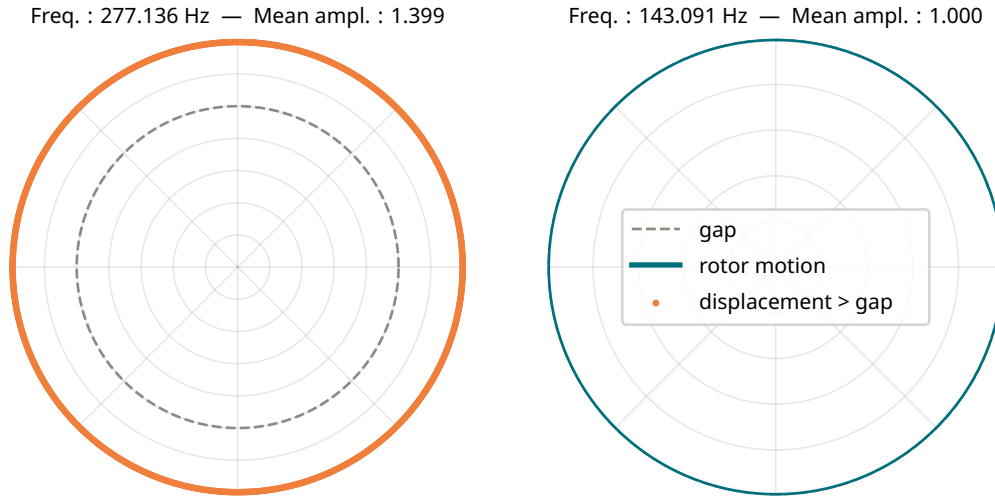 Freq. : 277.136 Hz — Mean ampl. : 1.399
Freq. : 143.091 Hz — Mean ampl. : 1.000
gap
rotor motion
displacement > gap